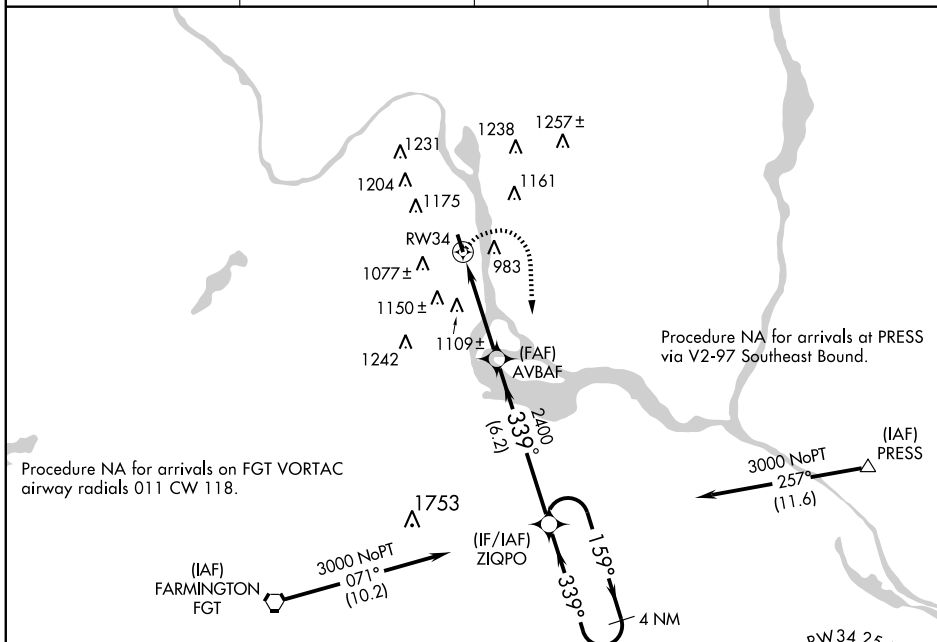 1231
1238
1257 ±
1204
1175
1161
RW34
983
1077 ±
1150 ±
1109 ±
1242
(FAF)
AVBAF
Procedure NA for arrivals at PRESS
via V2-97 Southeast Bound.
2400
339°
(6.2)
(IAF)
PRESS
3000 NoPT
257°
(11.6)
Procedure NA for arrivals on FGT VORTAC
airway radials 011 CW 118.
1753
(IF/IAF)
ZIQPO
(IAF)
FARMINGTON
FGT
3000 NoPT
071°
(10.2)
159°
339°
4 NM
RW34 25